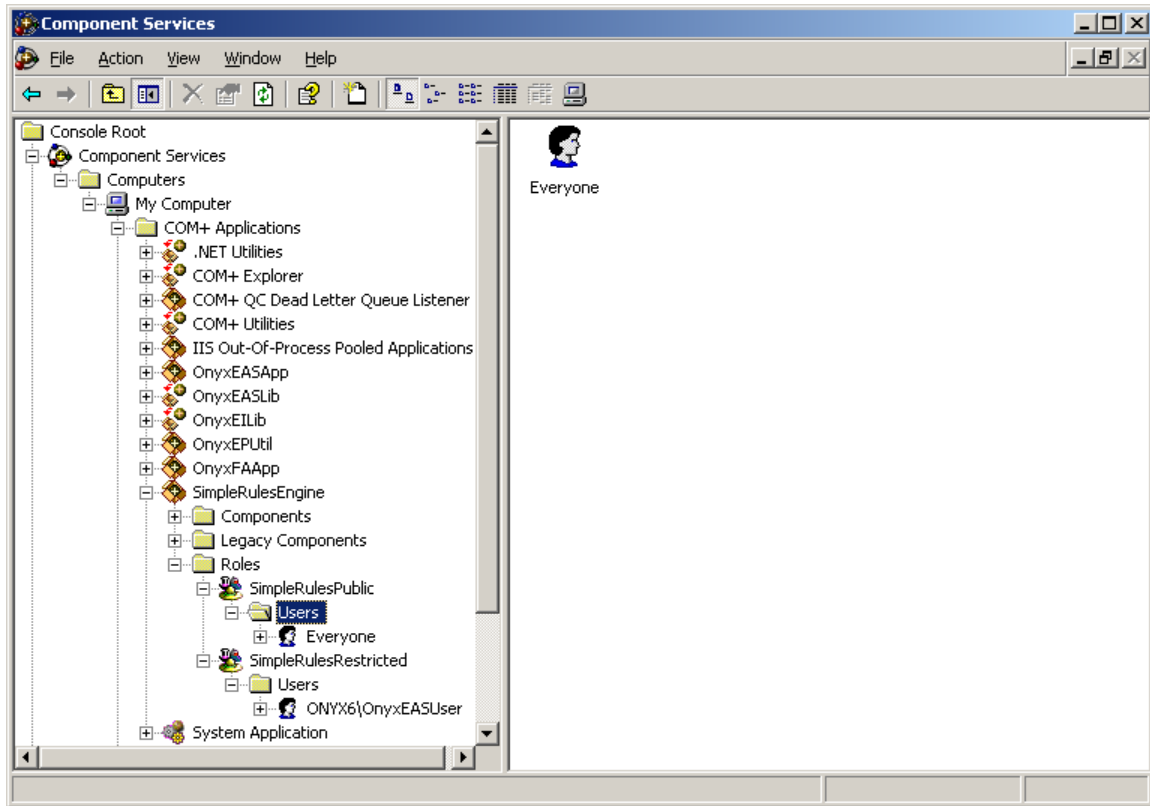 Component Services
File Action View Window Help
Console Root
Component Services
Computers
My Computer
COM+ Applications
.NET Utilities
COM+ Explorer
COM+ QC Dead Letter Queue Listener
COM+ Utilities
IIS Out-Of-Process Pooled Applications
OnyxEASApp
OnyxEASLib
OnyxEILib
OnyxEPUtil
OnyxFAApp
SimpleRulesEngine
Components
Legacy Components
Roles
SimpleRulesPublic
Users
Everyone
SimpleRulesRestricted
Users
ONYX6\OnyxEASUser
System Application
Everyone